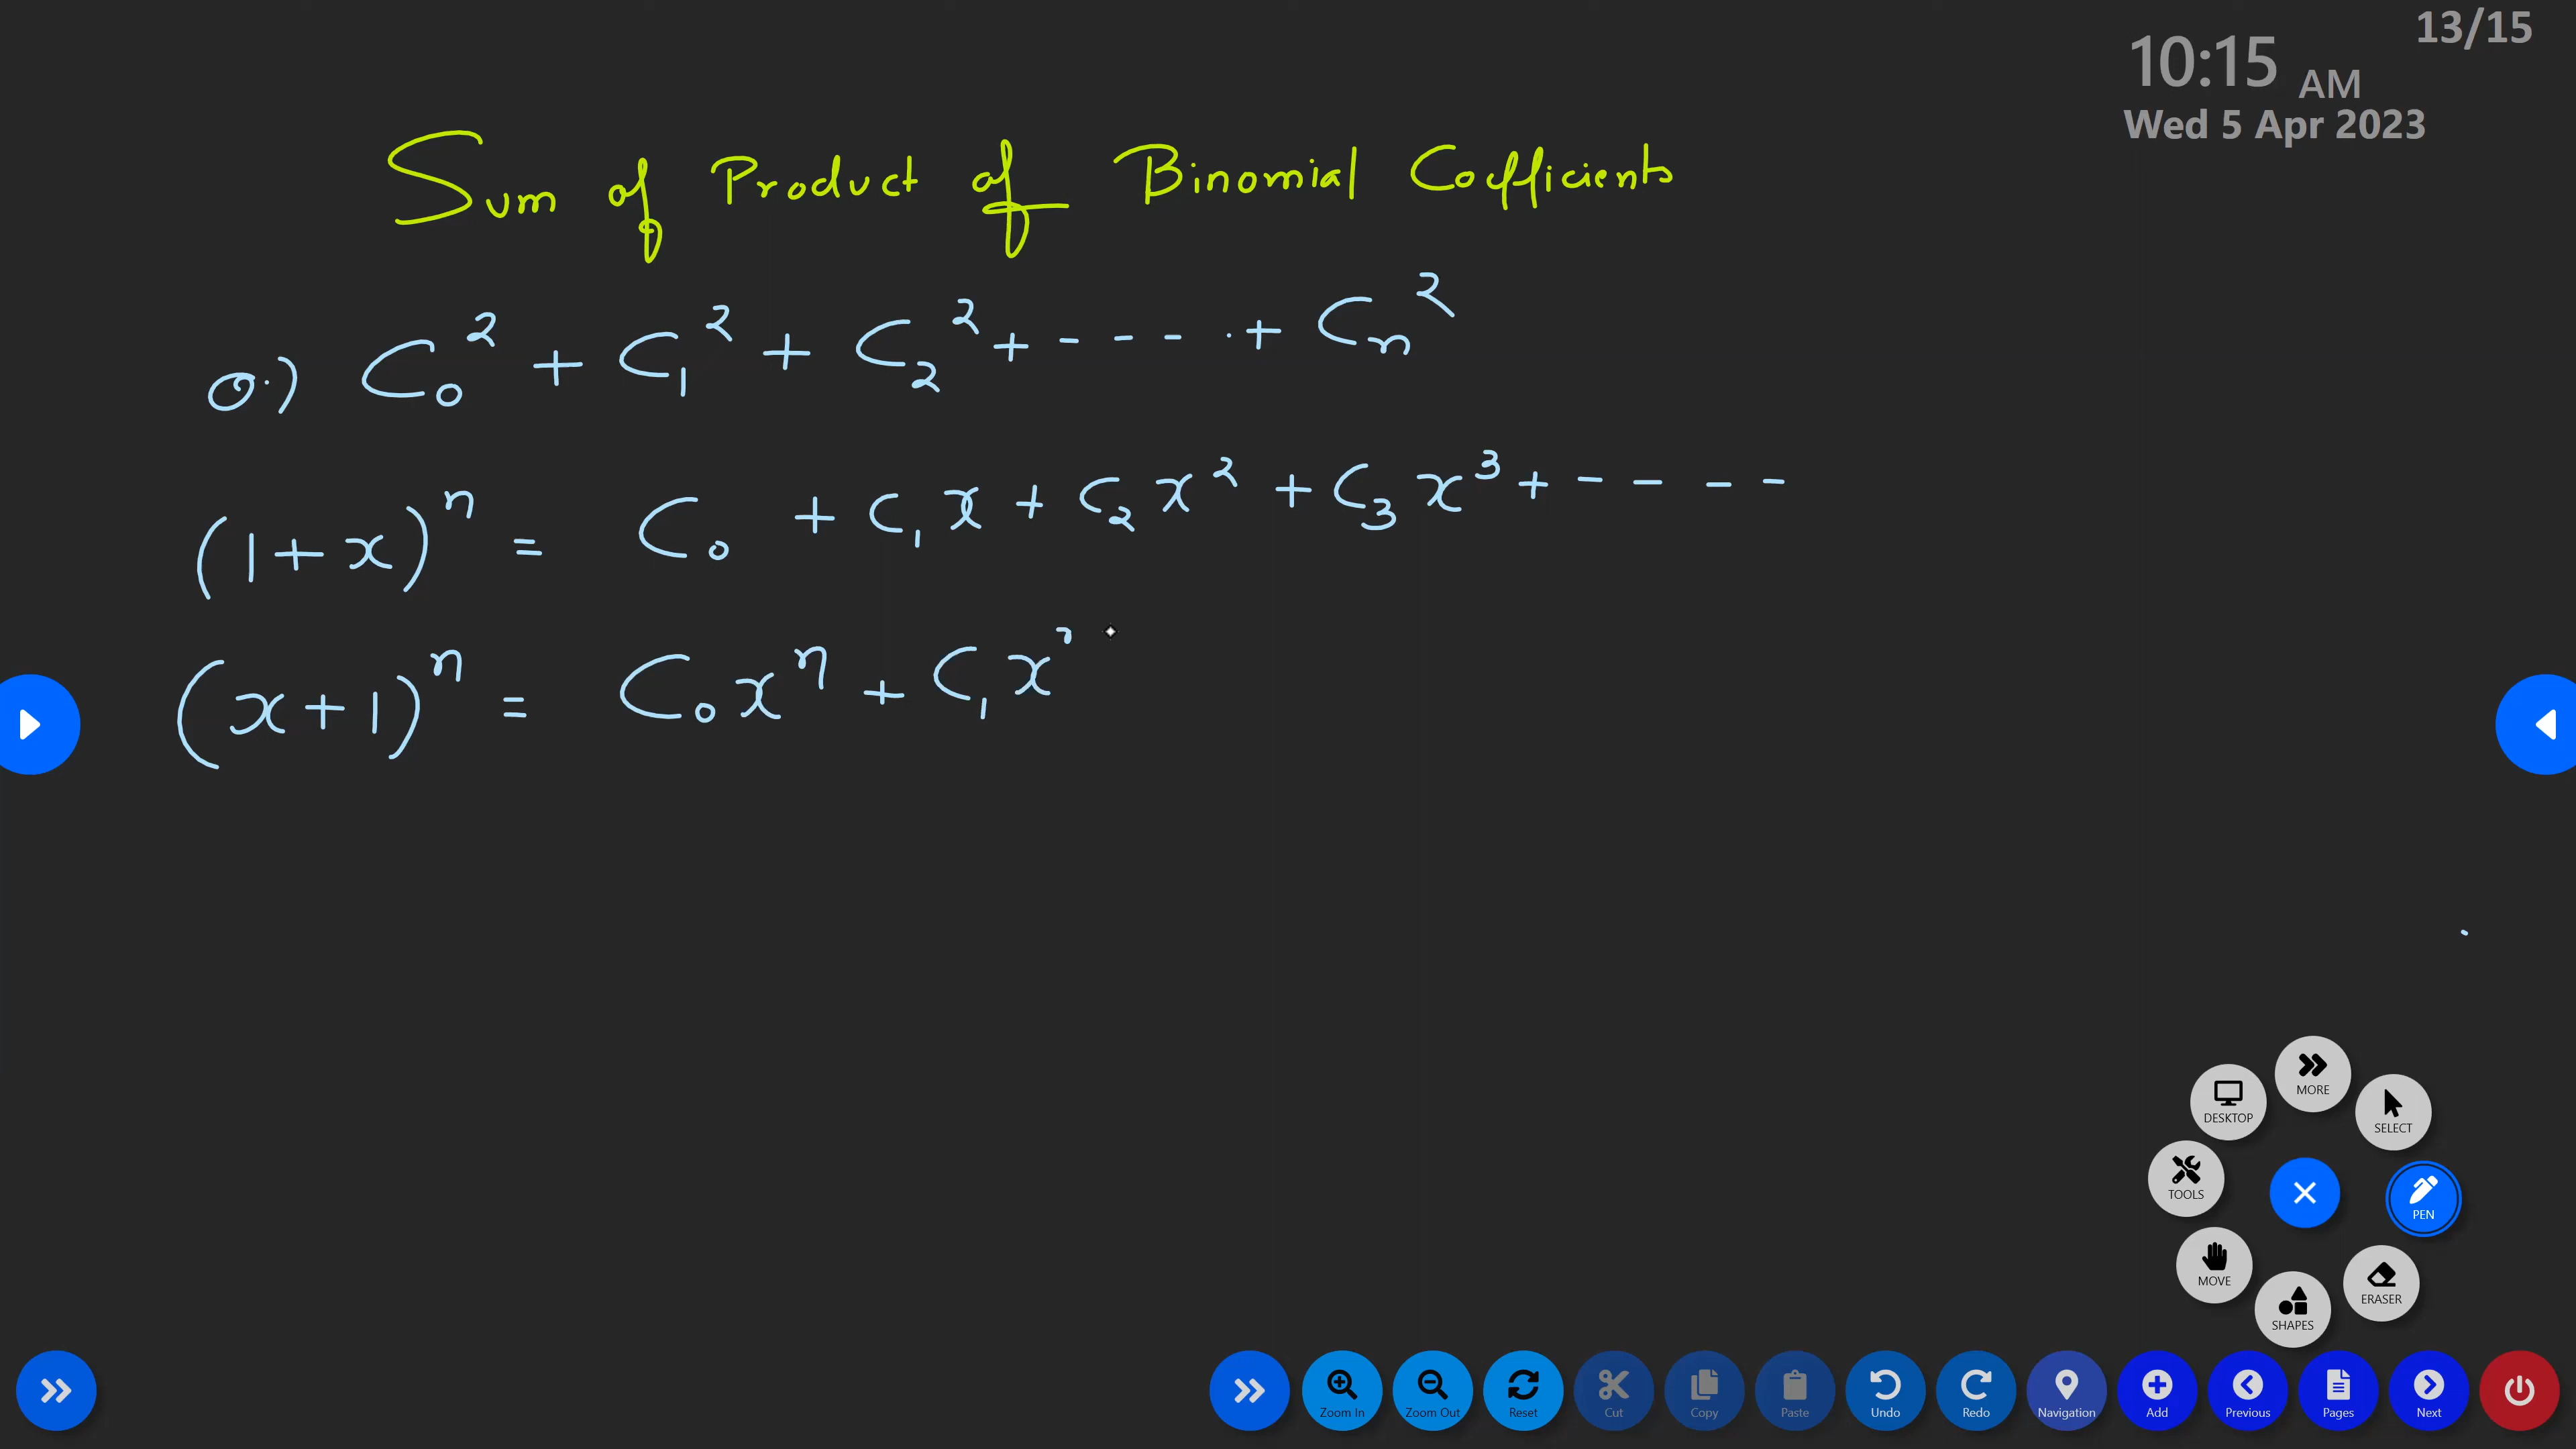 13/15
10:15 AM
Wed 5 Apr 2023
Sum of Product of Binomial Cofficients
Q.) C₀² + C₁² + C₂² + - - - . + Cₙ²
(1+x)ⁿ = C₀ + C₁x + C₂x² + C₃x³ + - - - -
(x+1)ⁿ = C₀xⁿ + C₁x
MORE
DESKTOP
SELECT
TOOLS
PEN
MOVE
ERASER
SHAPES
Zoom In Zoom Out Reset Cut Copy Paste Undo Redo Navigation Add Previous Pages Next